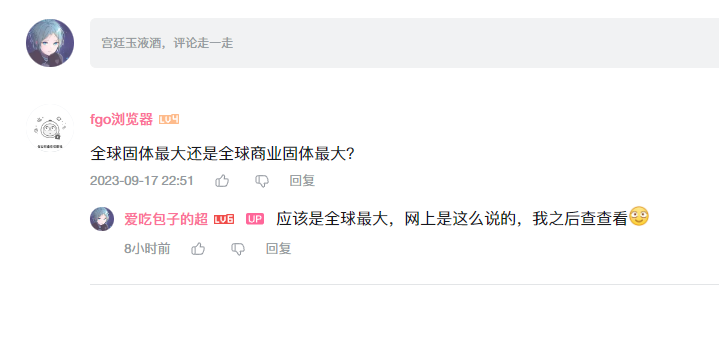 宫廷玉液酒，评论走一走
fgo浏览器 LV4
全球固体最大还是全球商业固体最大？
2023-09-17 22:51 回复
爱吃包子的超 LV6 UP 应该是全球最大，网上是这么说的，我之后查查看
8小时前 回复